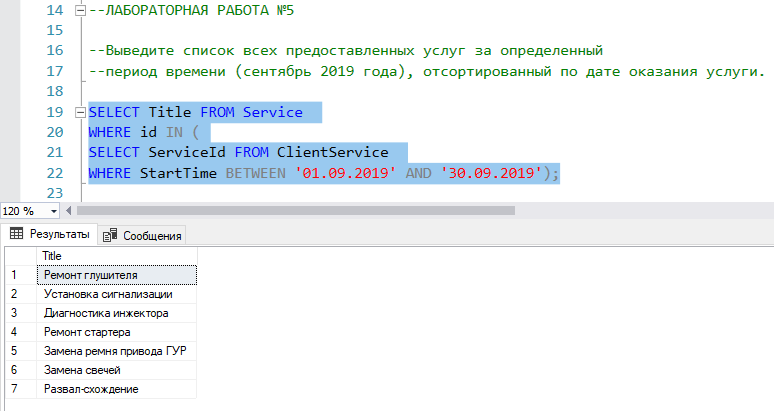 14 --ЛАБОРАТОРНАЯ РАБОТА №5
15
16 --Выведите список всех предоставленных услуг за определенный
17 --период времени (сентябрь 2019 года), отсортированный по дате оказания услуги.
18
19 SELECT Title FROM Service
20 WHERE id IN (
21 SELECT ServiceId FROM ClientService
22 WHERE StartTime BETWEEN '01.09.2019' AND '30.09.2019');
23
120 %
Результаты Сообщения
Title
1 Ремонт глушителя
2 Установка сигнализации
3 Диагностика инжектора
4 Ремонт стартера
5 Замена ремня привода ГУР
6 Замена свечей
7 Развал-схождение